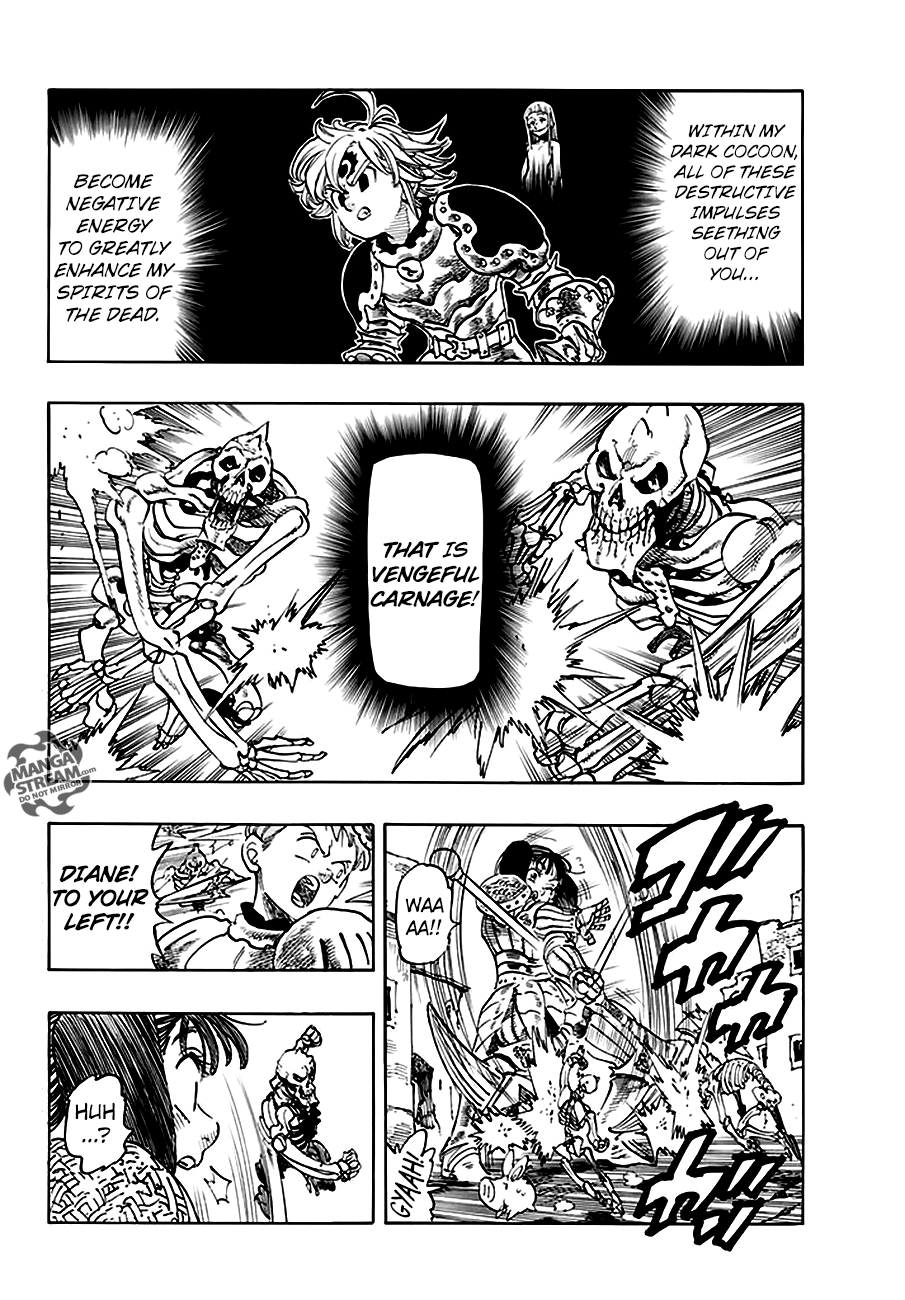 WITHIN MY
DARK COCOON,
ALL OF THESE
DESTRUCTIVE
IMPULSES
SEETHING
OUT OF
YOU...
BECOME
NEGATIVE
ENERGY
TO GREATLY
ENHANCE MY
SPIRITS OF
THE DEAD.
THAT IS
VENGEFUL
CARNAGE!
MANGA
STREAM.com
DO NOT MIRROR
WAA
AA!!
GYAAH!
DIANE!
TO YOUR
LEFT!!
HUH
...?